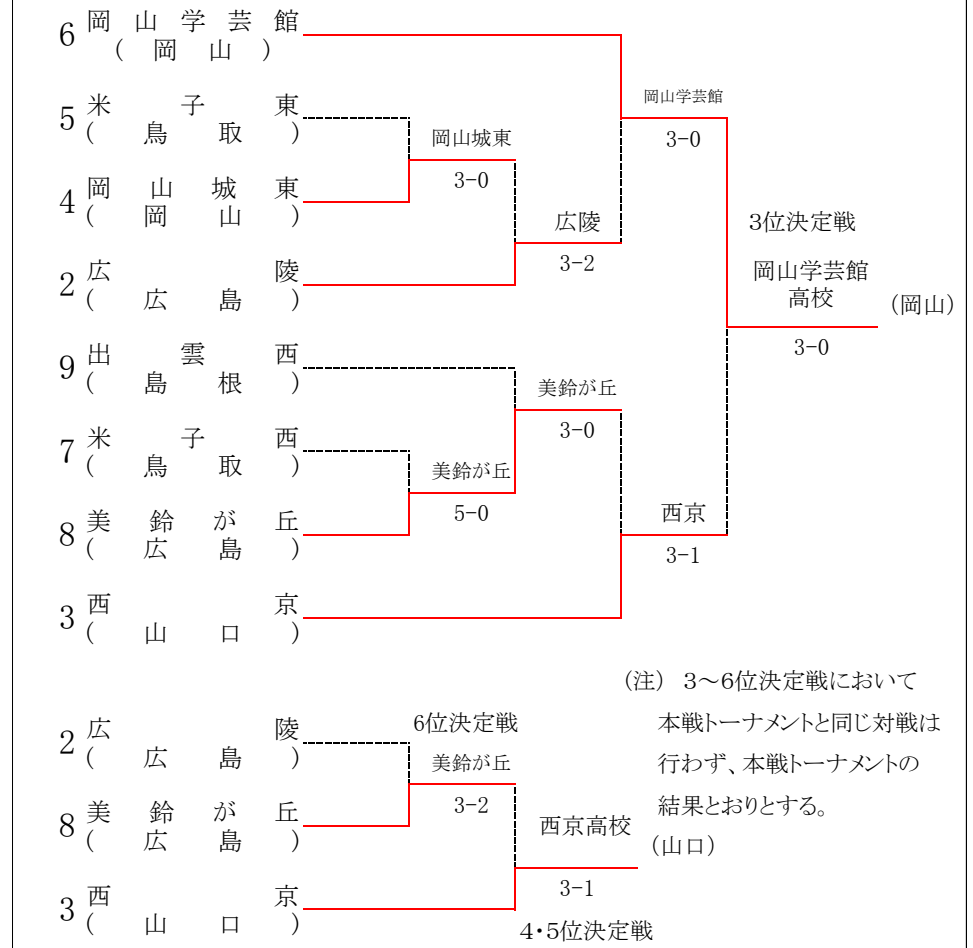 6 岡山学芸館
(岡山)
岡山学芸館
3-0
5 米子東
(鳥取)
岡山城東
3-0
4 岡山城東
(岡山)
広陵
3-2
3位決定戦
岡山学芸館
高校
(岡山)
3-0
2 広陵
(広島)
9 出雲西
(島根)
美鈴が丘
3-0
7 米子西
(鳥取)
美鈴が丘
5-0
8 美鈴が丘
(広島)
西京
3-1
3 西京
(山口)
(注) 3～6位決定戦において
本戦トーナメントと同じ対戦は
行わず、本戦トーナメントの
結果とおりとする。
2 広陵
(広島)
6位決定戦
美鈴が丘
3-2
8 美鈴が丘
(広島)
西京高校
(山口)
3-1
3 西京
(山口)
4・5位決定戦